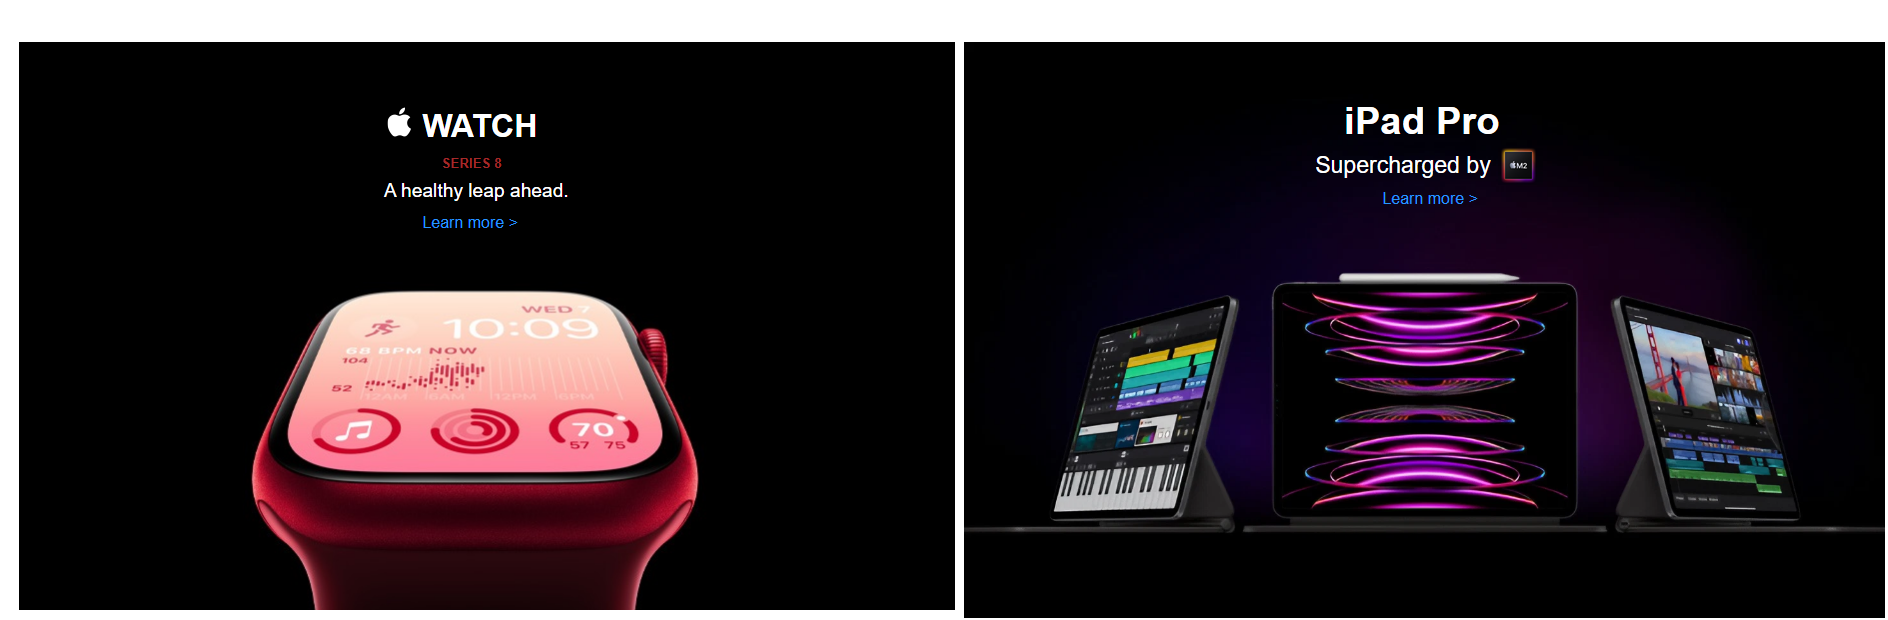 WATCH
SERIES 8
A healthy leap ahead.
Learn more >
WED 7
10:09
68 BPM NOW
104
52
12AM 6AM 12PM 6PM
70
57 75
iPad Pro
Supercharged by M2
Learn more >